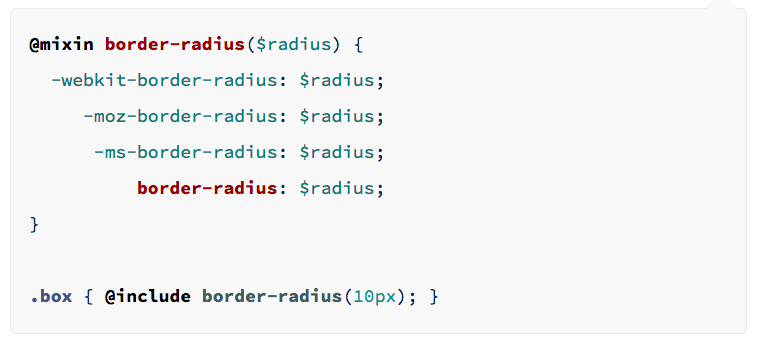 @mixin border-radius($radius) {
  -webkit-border-radius: $radius;
     -moz-border-radius: $radius;
      -ms-border-radius: $radius;
          border-radius: $radius;
}

.box { @include border-radius(10px); }